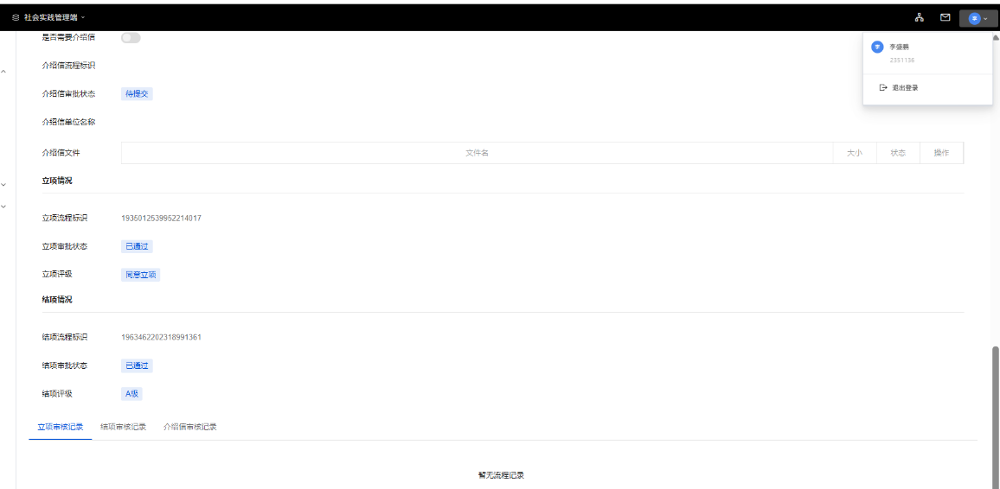 社会实践管理端
李
是否需要介绍信
李 李盛鹏
2351136
介绍信流程标识
退出登录
介绍信审批状态 待提交
介绍信单位名称
介绍信文件 文件名 大小 状态 操作
立项情况
立项流程标识 1935012539952214017
立项审批状态 已通过
立项评级 同意立项
结项情况
结项流程标识 1963462202318991361
结项审批状态 已通过
结项评级 A级
立项审核记录 结项审核记录 介绍信审核记录
暂无流程记录